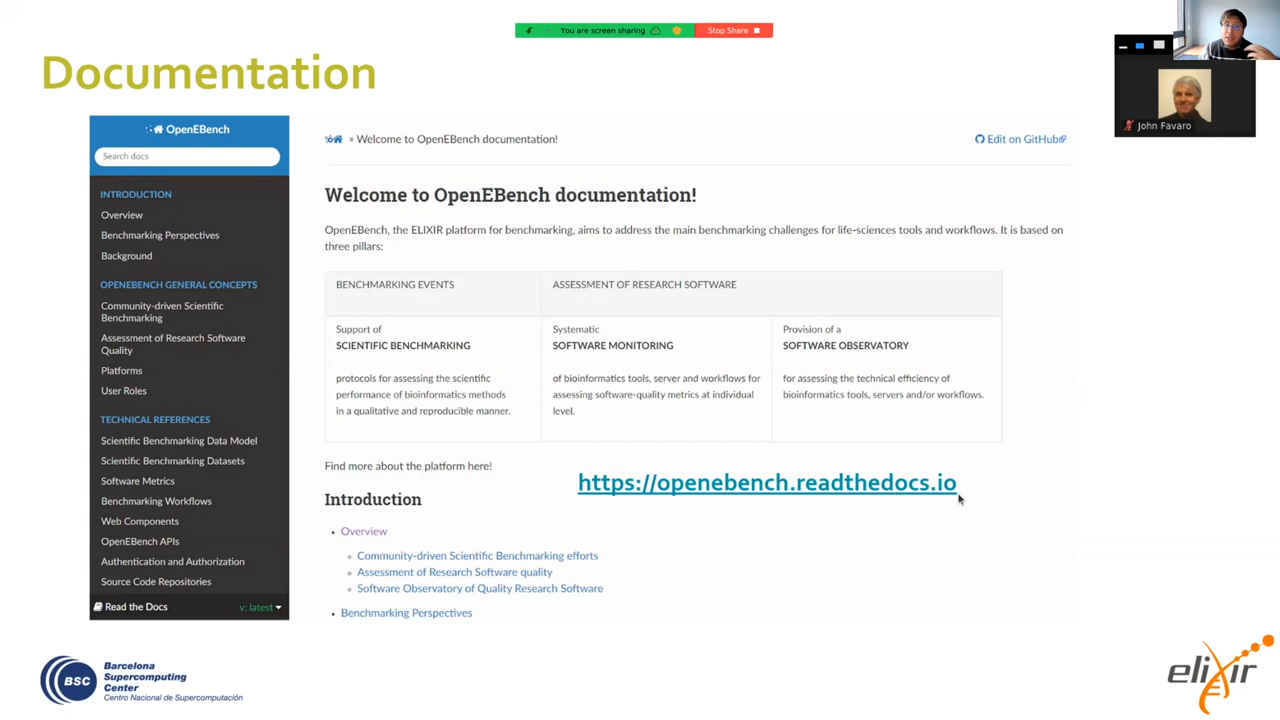 You are screen sharing
Stop Share
Documentation
John Favaro
OpenEBench
Search docs
INTRODUCTION
Overview
Benchmarking Perspectives
Background
OPENEBENCH GENERAL CONCEPTS
Community-driven Scientific
Benchmarking
Assessment of Research Software
Quality
Platforms
User Roles
TECHNICAL REFERENCES
Scientific Benchmarking Data Model
Scientific Benchmarking Datasets
Software Metrics
Benchmarking Workflows
Web Components
OpenEBench APIs
Authentication and Authorization
Source Code Repositories
Read the Docs
v: latest
» Welcome to OpenEBench documentation!
Edit on GitHub
Welcome to OpenEBench documentation!
OpenEBench, the ELIXIR platform for benchmarking, aims to address the main benchmarking challenges for life-sciences tools and workflows. It is based on
three pillars:
BENCHMARKING EVENTS
ASSESSMENT OF RESEARCH SOFTWARE
Support of
SCIENTIFIC BENCHMARKING
protocols for assessing the scientific
performance of bioinformatics methods
in a qualitative and reproducible manner.
Systematic
SOFTWARE MONITORING
of bioinformatics tools, server and workflows for
assessing software-quality metrics at individual
level.
Provision of a
SOFTWARE OBSERVATORY
for assessing the technical efficiency of
bioinformatics tools, servers and/or workflows.
Find more about the platform here!
https://openebench.readthedocs.io
Introduction
Overview
Community-driven Scientific Benchmarking efforts
Assessment of Research Software quality
Software Observatory of Quality Research Software
Benchmarking Perspectives
BSC
Barcelona
Supercomputing
Center
Centro Nacional de Supercomputación
elixir